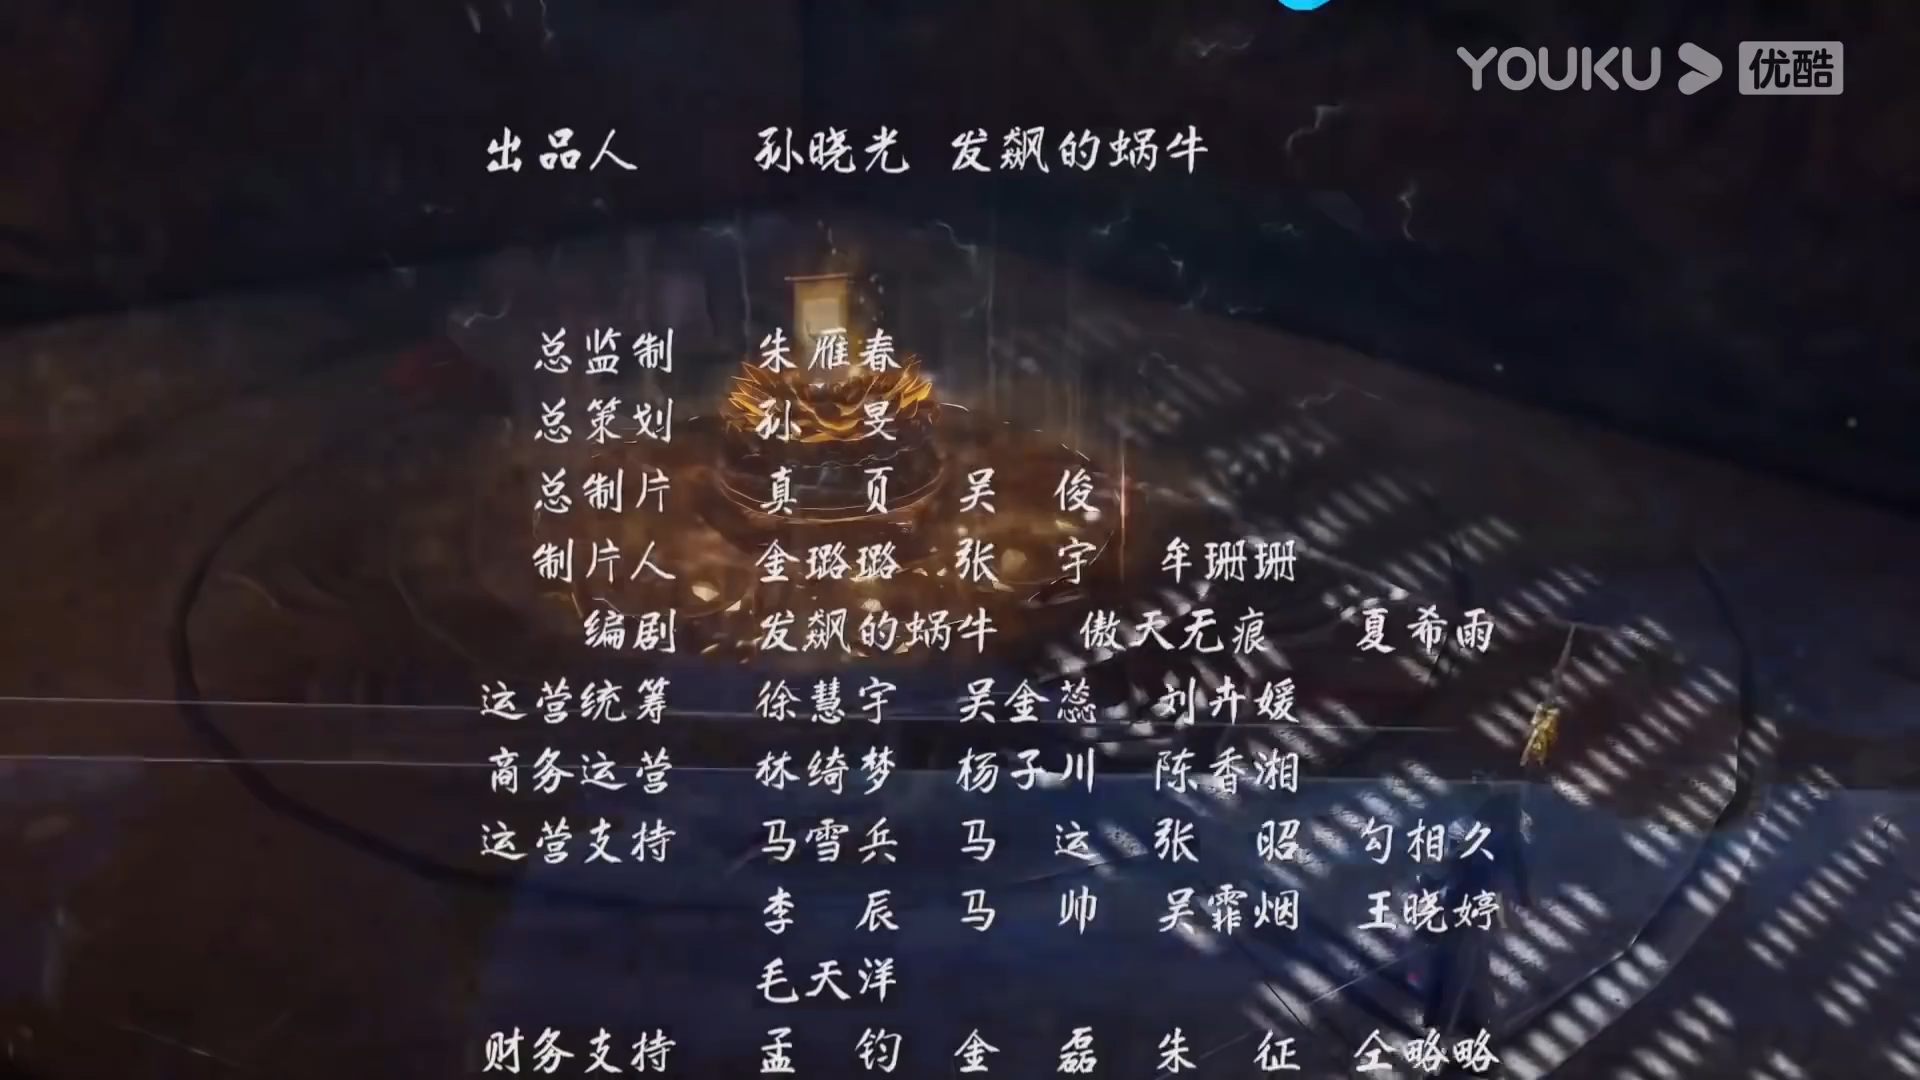 YOUKU 优酷
出品人 孙晓光 发飙的蜗牛
总监制 朱雁春
总策划 孙旻
总制片 真页 吴俊
制片人 金璐璐 张宇 牟珊珊
编剧 发飙的蜗牛 傲天无痕 夏希雨
运营统筹 徐慧宇 吴金蕊 刘卉媛
商务运营 林绮梦 杨子川 陈香湘
运营支持 马雪兵 马运 张昭 勾相久
李辰 马帅 吴霏烟 王晓婷
毛天洋
财务支持 孟钧 金磊 朱征 仝略略